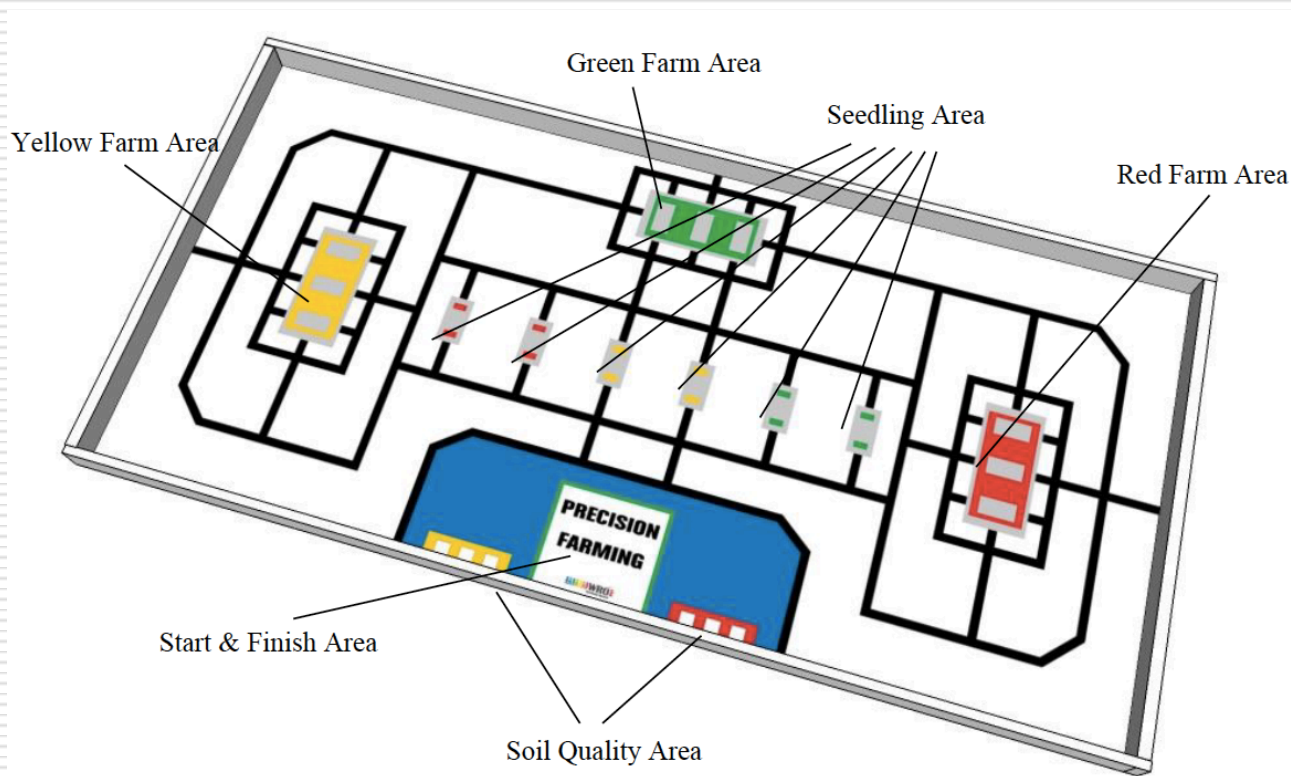 Green Farm Area
Seedling Area
Yellow Farm Area
Red Farm Area
PRECISION
FARMING
WRO
Start & Finish Area
Soil Quality Area